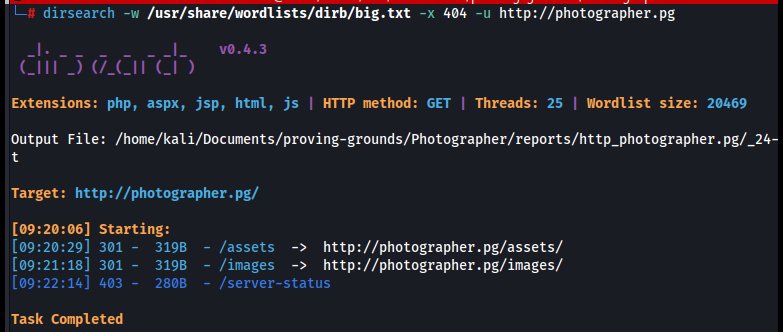 # dirsearch -w /usr/share/wordlists/dirb/big.txt -x 404 -u http://photographer.pg
_|. _ _  _  _  _ _|_    v0.4.3
(_||| _) (/_(_|| (_| )
Extensions: php, aspx, jsp, html, js | HTTP method: GET | Threads: 25 | Wordlist size: 20469
Output File: /home/kali/Documents/proving-grounds/Photographer/reports/http_photographer.pg/_24-
t
Target: http://photographer.pg/
[09:20:06] Starting:
[09:20:29] 301 -  319B  - /assets  ->  http://photographer.pg/assets/
[09:21:18] 301 -  319B  - /images  ->  http://photographer.pg/images/
[09:22:14] 403 -  280B  - /server-status
Task Completed